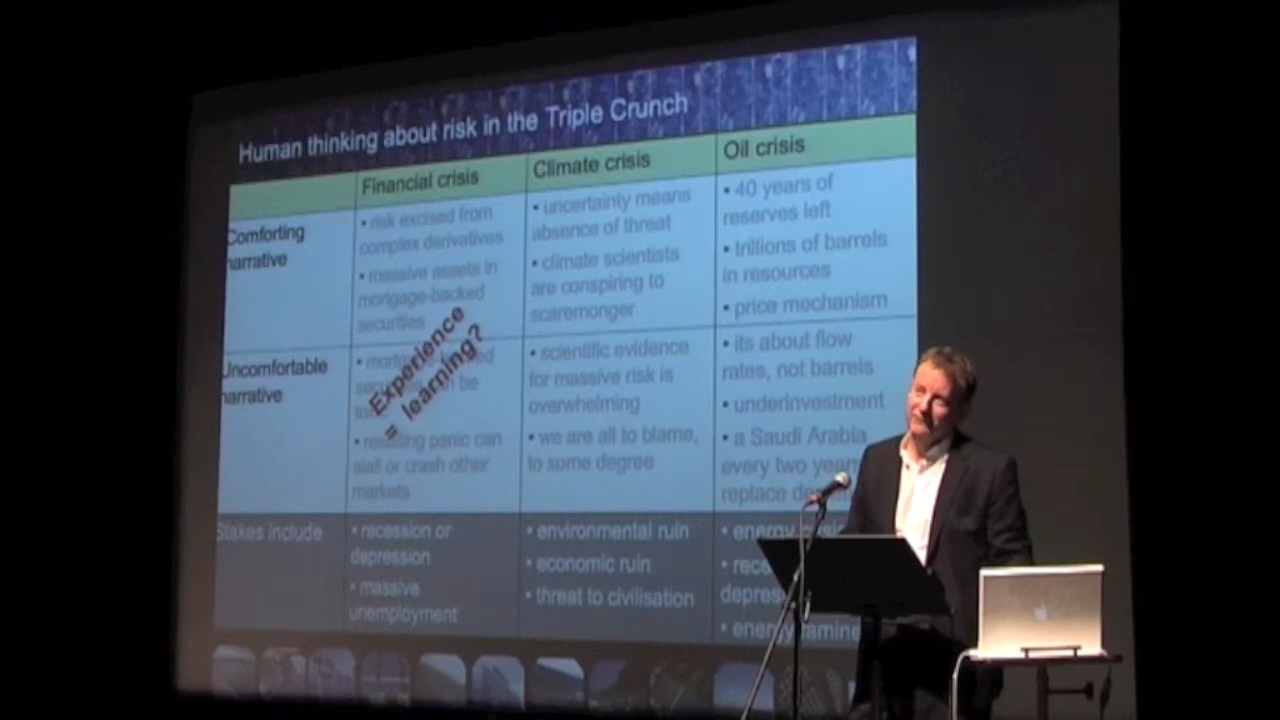 Human thinking about risk in the Triple Crunch
Financial crisis
Climate crisis
Oil crisis
Comforting
narrative
• risk excised from
complex derivatives
• massive assets in
mortgage-backed
securities
• uncertainty means
absence of threat
• climate scientists
are conspiring to
scaremonger
• 40 years of
reserves left
• trillions of barrels
in resources
• price mechanism
Uncomfortable
narrative
• resulting panic can
stall or crash other
markets
Experience
= learning?
• scientific evidence
for massive risk is
overwhelming
• we are all to blame,
to some degree
• its about flow
rates, not barrels
• underinvestment
• a Saudi Arabia
every two years
replace
Stakes include
• recession or
depression
• massive
unemployment
• environmental ruin
• economic ruin
• threat to civilisation
• energy
• energy famine